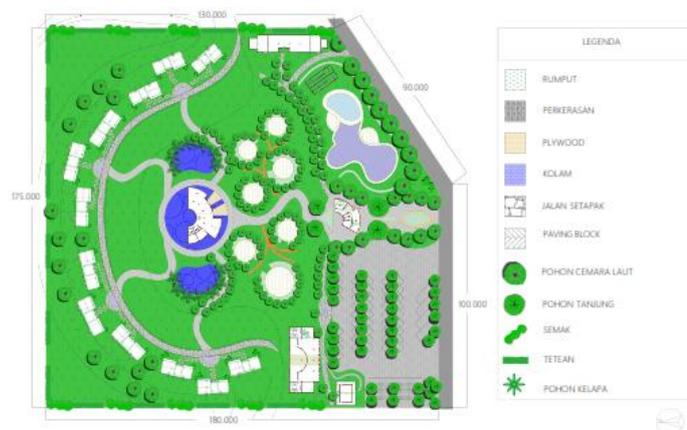 130.000
90.000
175.000
100.000
180.000
LEGENDA
RUMPUT
PERKERASAN
PLYWOOD
KOLAM
JALAN SETAPAK
PAVING BLOCK
POHON CEMARA LAUT
POHON TANJUNG
SEMAK
TETEAN
POHON KELAPA